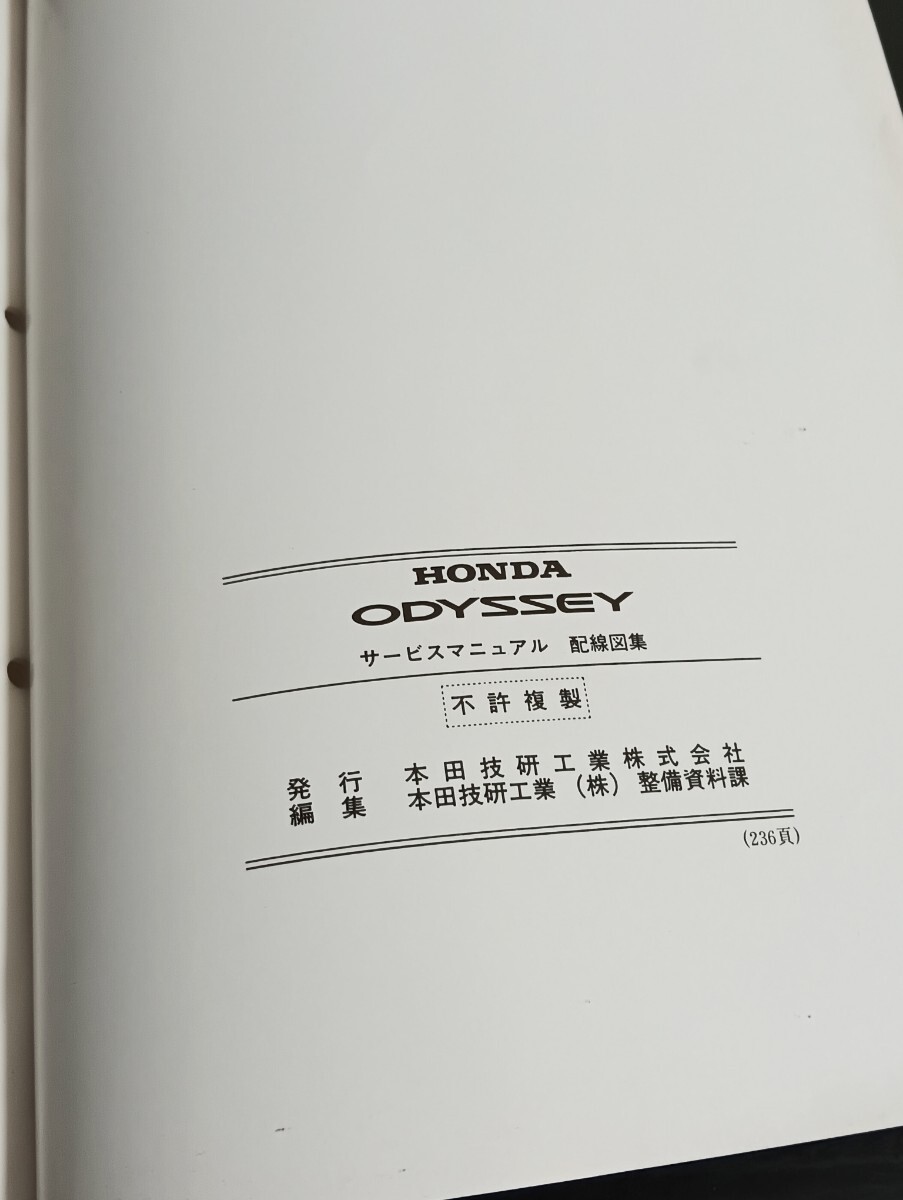 HONDA
ODYSSEY
サービスマニュアル 配線図集
不許複製
発行 本田技研工業株式会社
編集 本田技研工業(株)整備資料課
(236頁)